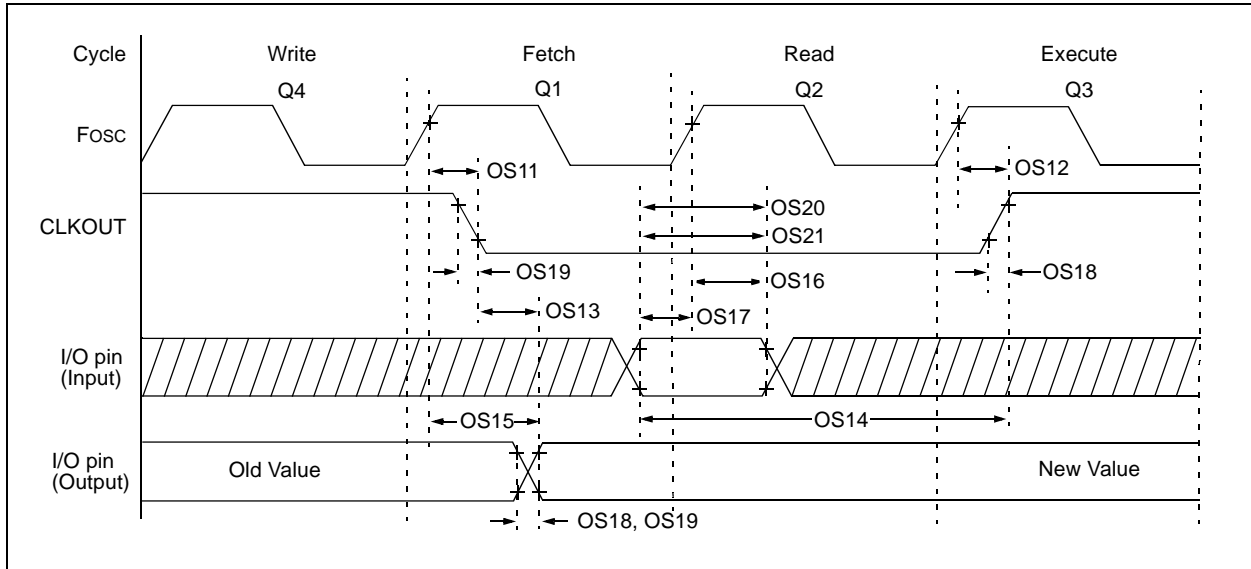 Cycle Write Fetch Read Execute
Q4 Q1 Q2 Q3
FOSC
OS11 OS12
OS20
CLKOUT
OS21
OS19 OS16 OS18
OS13 OS17
I/O pin
(Input)
OS15 OS14
I/O pin
(Output)
Old Value New Value
OS18, OS19